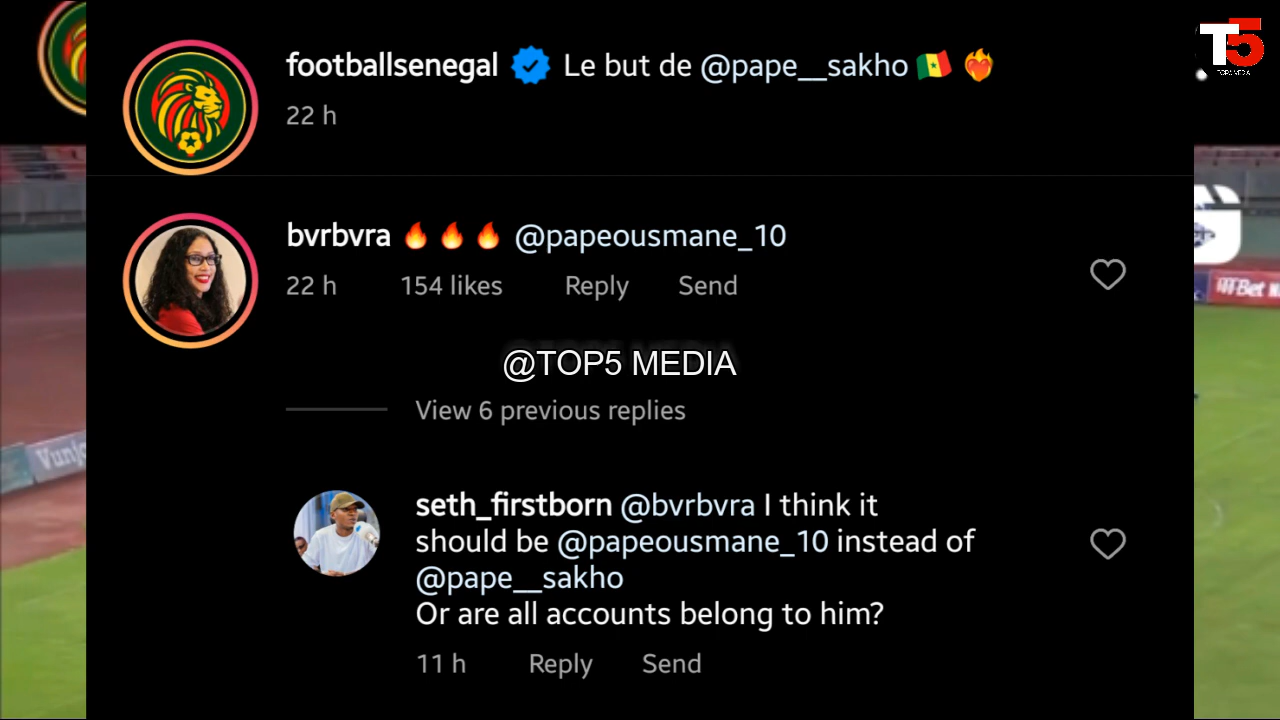 footballsenegal Le but de @pape__sakho 🇸🇳 ❤️‍🔥
22 h
T5
bvrbvra 🔥 🔥 🔥 @papeousmane_10
22 h 154 likes Reply Send
@TOP5 MEDIA
View 6 previous replies
seth_firstborn @bvrbvra I think it
should be @papeousmane_10 instead of
@pape__sakho
Or are all accounts belong to him?
11 h Reply Send